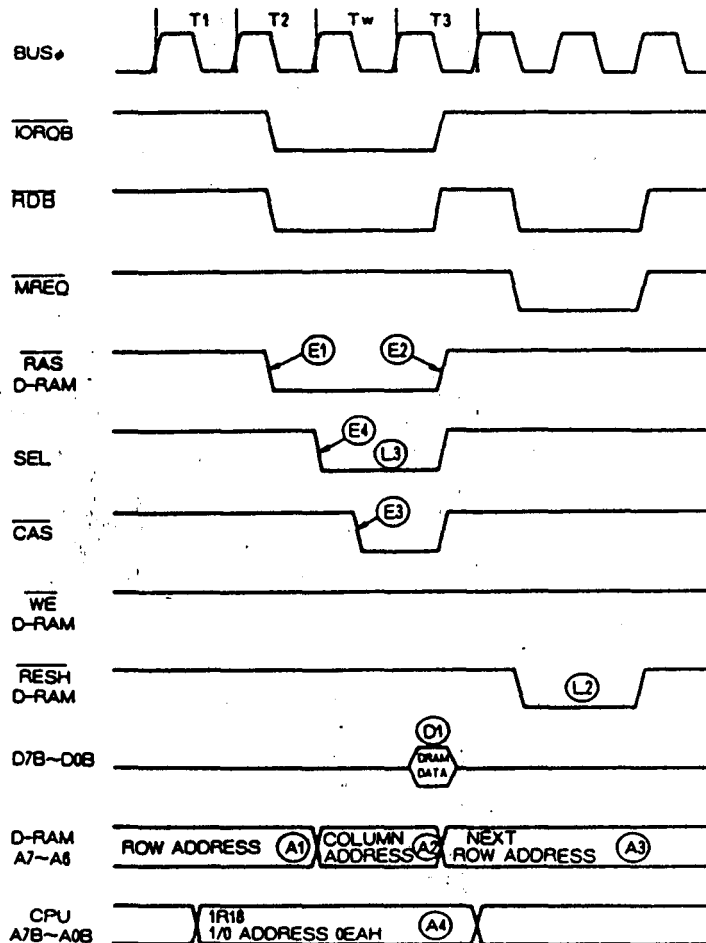 T1 T2 Tw T3
BUSφ
IORQB
RDB
MREQ
RAS
D-RAM
E1 E2
SEL
E4 L3
CAS
E3
WE
D-RAM
RESH
D-RAM
L2
D7B~D0B
D1
DRAM
DATA
D-RAM
A7~A6
ROW ADDRESS A1
COLUMN
ADDRESS A2
NEXT
ROW ADDRESS A3
CPU
A7B~A0B
1R18
1/0 ADDRESS 0EAH A4